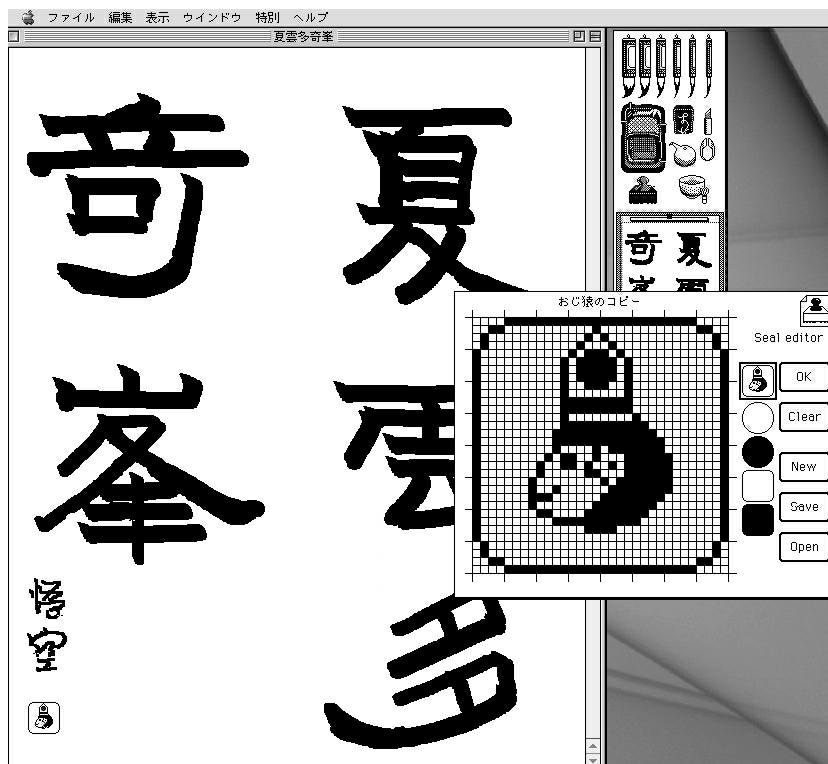 ファイル 編集 表示 ウインドウ 特別 ヘルプ
夏雲多奇峯
夏雲多
奇峯
悟空
奇夏
おじ猿のコピー
Seal editor
OK
Clear
New
Save
Open